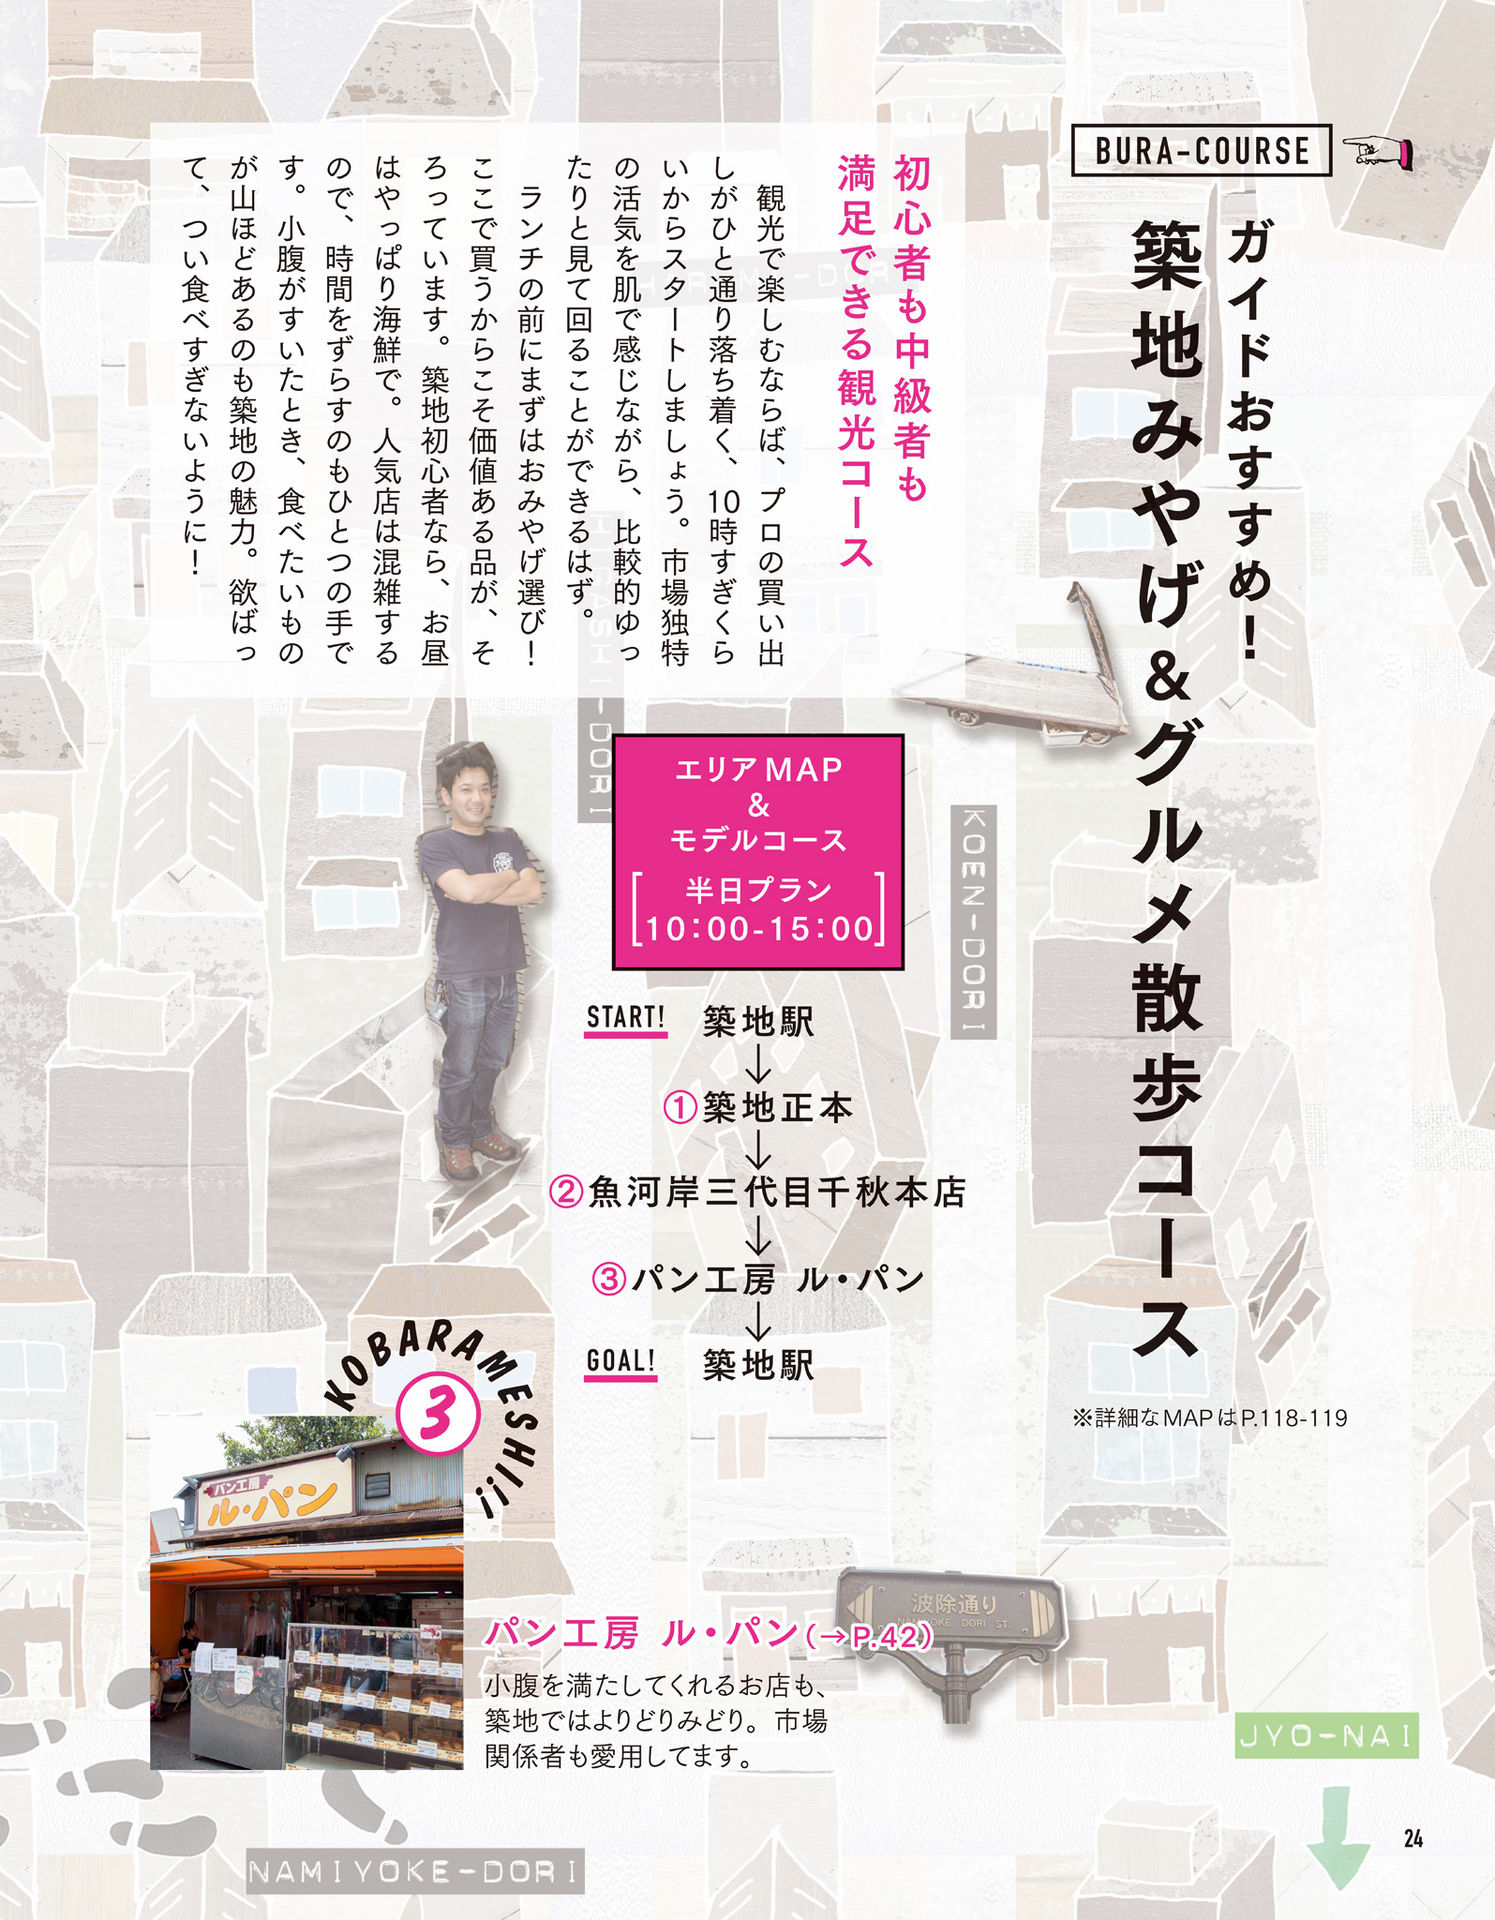 BURA-COURSE
ガイドおすすめ！
築地みやげ&グルメ散歩コース
※詳細なMAPはP.118-119
初心者も中級者も
満足できる観光コース
観光で楽しむならば、プロの買い出
しがひと通り落ち着く、10時すぎくら
いからスタートしましょう。市場独特
の活気を肌で感じながら、比較的ゆっ
たりと見て回ることができるはず。
ランチの前にまずはおみやげ選び！
ここで買うからこそ価値ある品が、そ
ろっています。築地初心者なら、お昼
はやっぱり海鮮で。人気店は混雑する
ので、時間をずらすのもひとつの手で
す。小腹がすいたとき、食べたいもの
が山ほどあるのも築地の魅力。欲ばっ
て、つい食べすぎないように！
エリアMAP
&
モデルコース
半日プラン
[10：00-15：00]
START! 築地駅
↓
①築地正本
↓
②魚河岸三代目千秋本店
↓
③パン工房 ル・パン
↓
GOAL! 築地駅
KOBARAMESHI!!
3
パン工房
ル・パン
パン工房 ル・パン(→P.42)
小腹を満たしてくれるお店も、
築地ではよりどりみどり。市場
関係者も愛用してます。
波除通り
NAMIYOKE DORI ST.
KOEN-DORI
JYO-NAI
NAMIYOKE-DORI
24